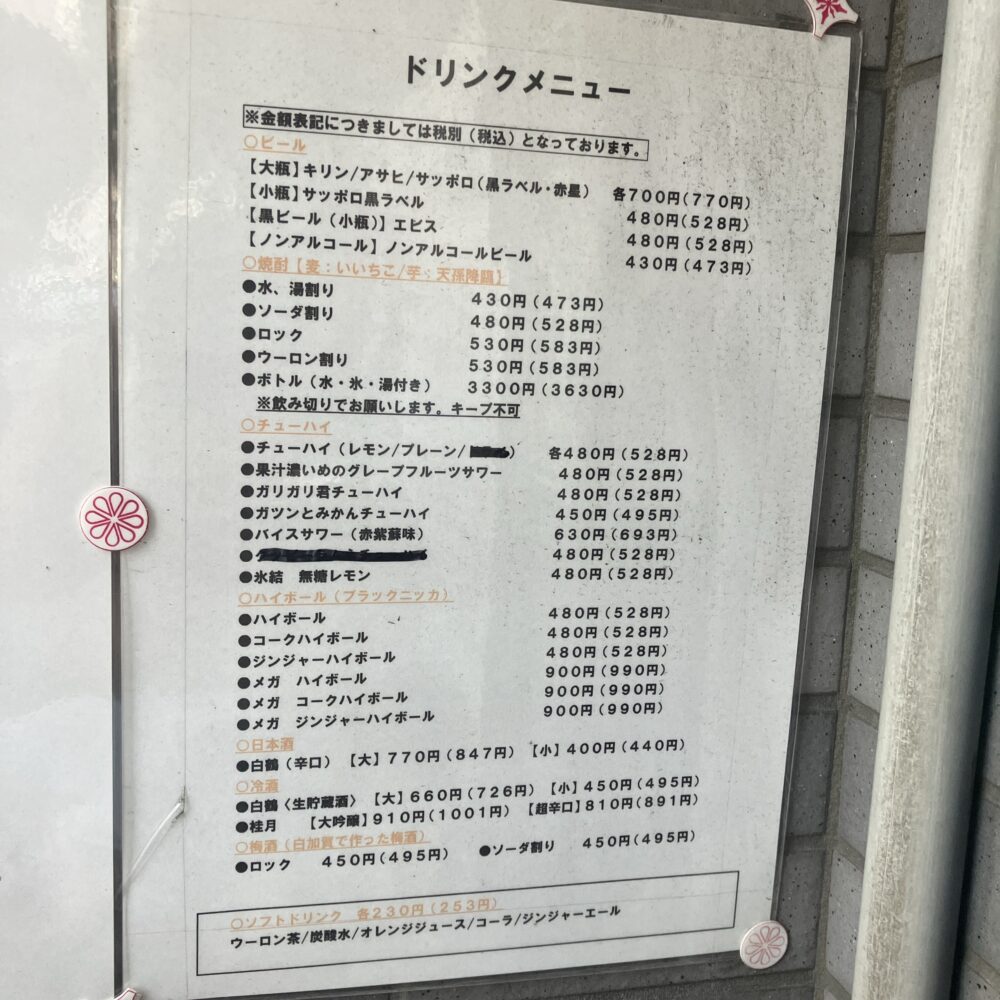 ドリンクメニュー
※金額表記につきましては税別(税込)となっております。
○ビール
【大瓶】キリン/アサヒ/サッポロ(黒ラベル・赤星) 各700円(770円)
【小瓶】サッポロ黒ラベル 480円(528円)
【黒ビール(小瓶)】エビス 480円(528円)
【ノンアルコール】ノンアルコールビール 430円(473円)
○焼酎【麦:いいちこ/芋:天孫降臨】
●水、湯割り 430円(473円)
●ソーダ割り 480円(528円)
●ロック 530円(583円)
●ウーロン割り 530円(583円)
●ボトル(水・氷・湯付き) 3300円(3630円)
※飲み切りでお願いします。キープ不可
○チューハイ
●チューハイ(レモン/プレーン/ ) 各480円(528円)
●果汁濃いめのグレープフルーツサワー 480円(528円)
●ガリガリ君チューハイ 480円(528円)
●ガツンとみかんチューハイ 450円(495円)
●バイスサワー(赤紫蘇味) 630円(693円)
● 480円(528円)
●氷結 無糖レモン 480円(528円)
○ハイボール(ブラックニッカ)
●ハイボール 480円(528円)
●コークハイボール 480円(528円)
●ジンジャーハイボール 480円(528円)
●メガ ハイボール 900円(990円)
●メガ コークハイボール 900円(990円)
●メガ ジンジャーハイボール 900円(990円)
○日本酒
●白鶴(辛口) 【大】770円(847円) 【小】400円(440円)
○冷酒
●白鶴〈生貯蔵酒〉 【大】660円(726円) 【小】450円(495円)
●桂月 【大吟醸】910円(1001円) 【超辛口】810円(891円)
○梅酒(白加賀で作った梅酒)
●ロック 450円(495円) ●ソーダ割り 450円(495円)
○ソフトドリンク 各230円(253円)
ウーロン茶/炭酸水/オレンジジュース/コーラ/ジンジャーエール